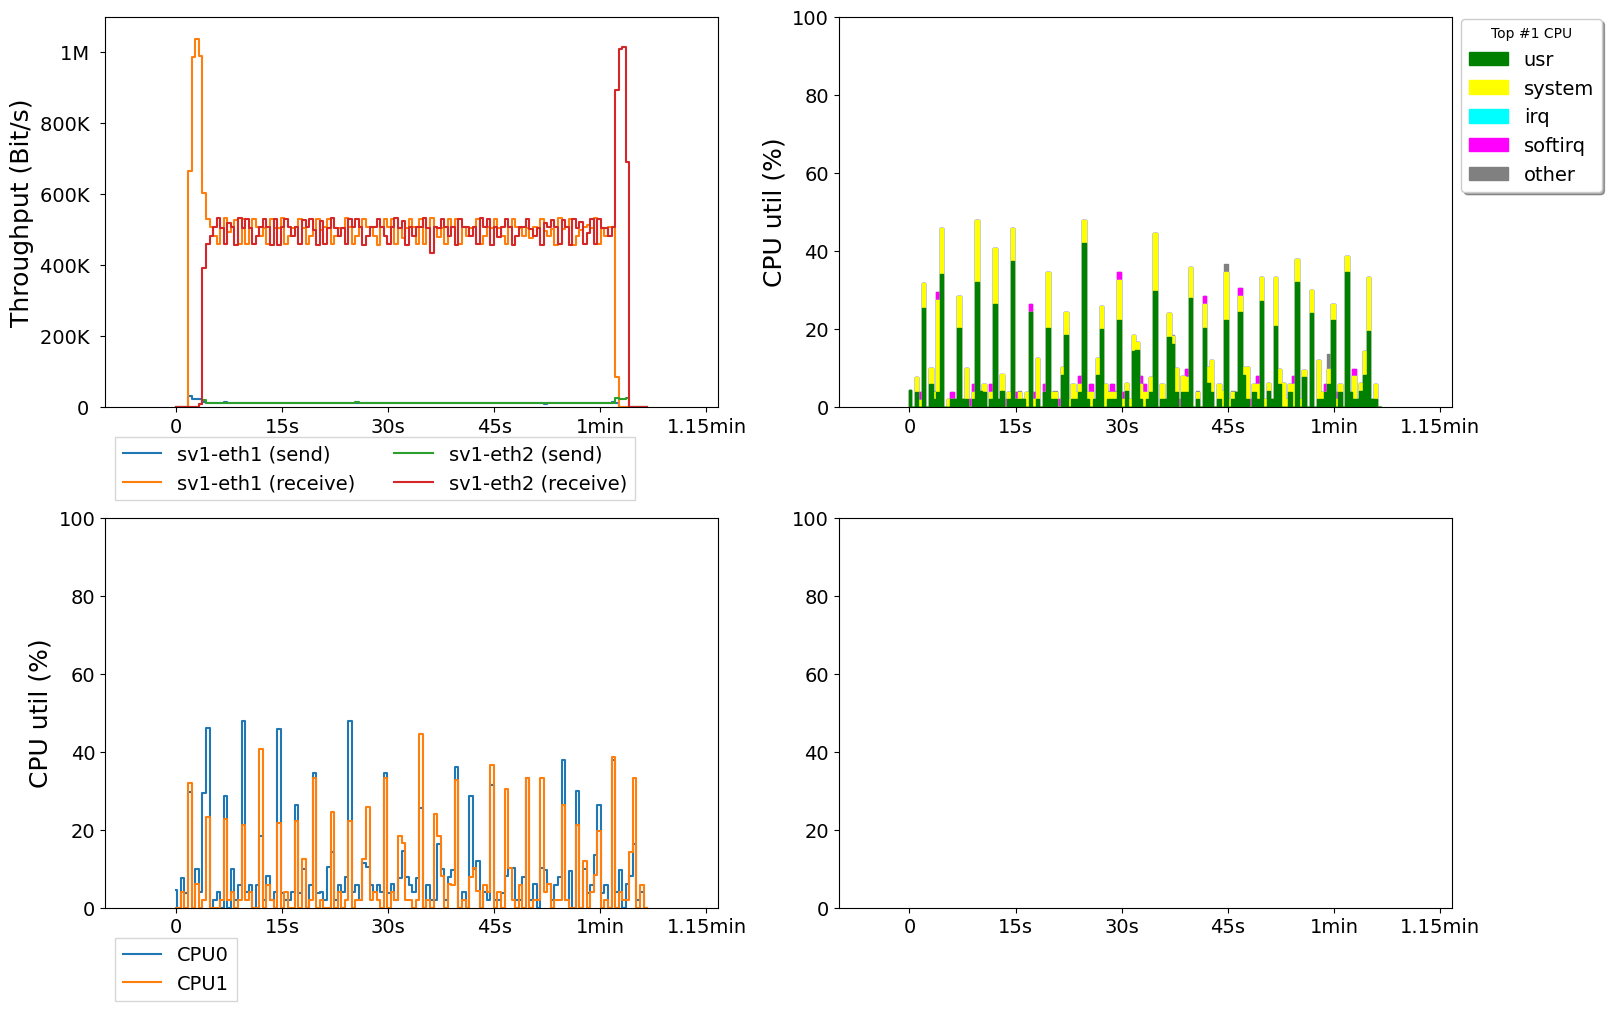 Throughput (Bit/s)
1M
800K
600K
400K
200K
0
0 15s 30s 45s 1min 1.15min
sv1-eth1 (send) sv1-eth2 (send)
sv1-eth1 (receive) sv1-eth2 (receive)
CPU util (%)
100
80
60
40
20
0
0 15s 30s 45s 1min 1.15min
Top #1 CPU
usr
system
irq
softirq
other
CPU util (%)
100
80
60
40
20
0
0 15s 30s 45s 1min 1.15min
CPU0
CPU1
100
80
60
40
20
0
0 15s 30s 45s 1min 1.15min